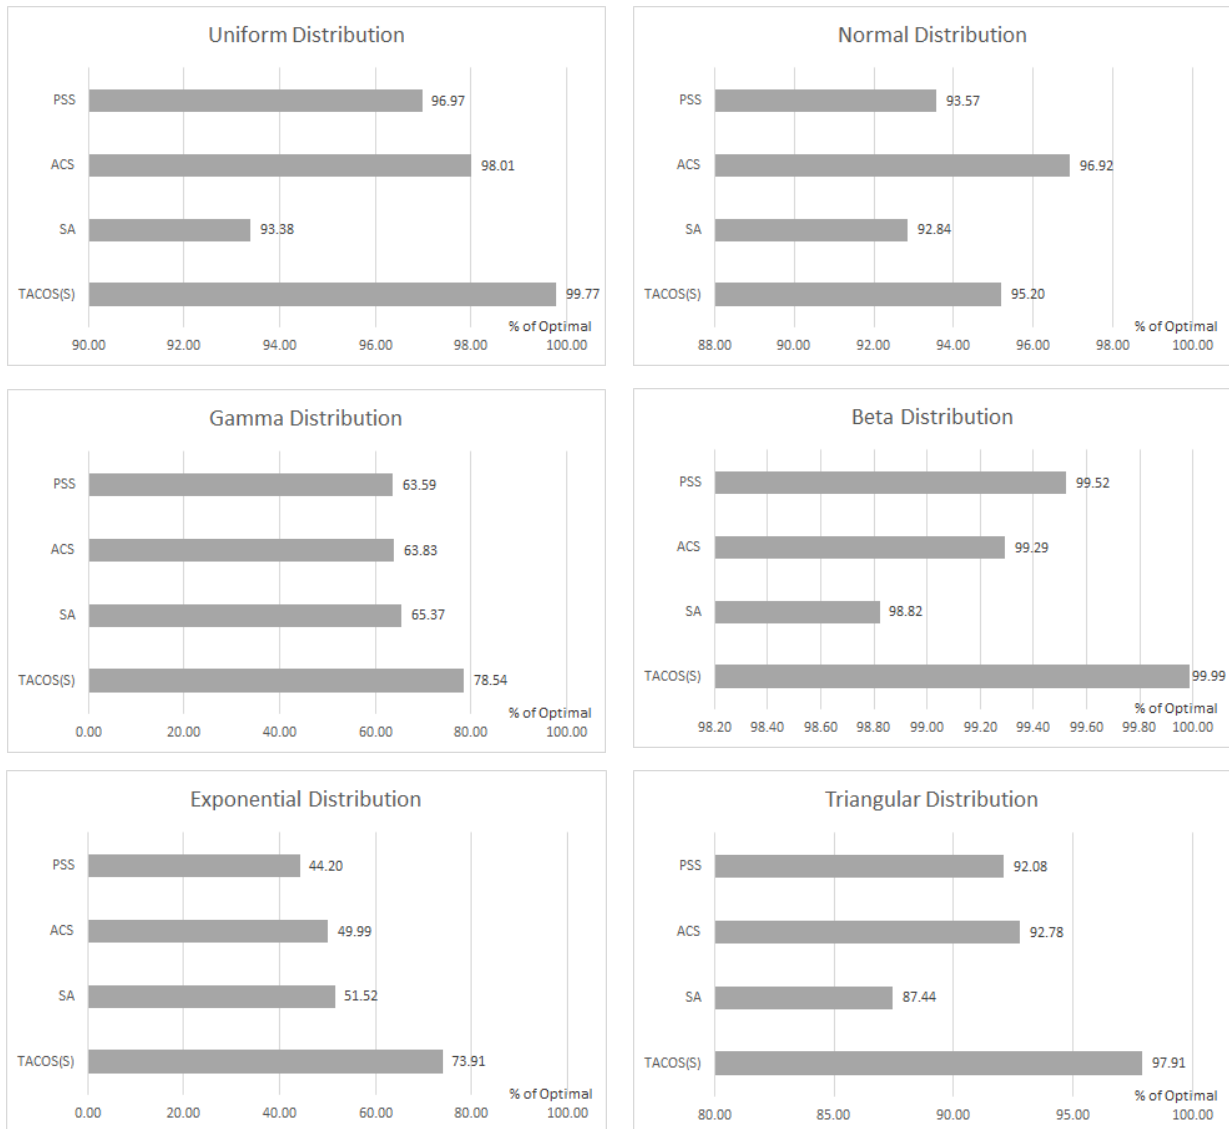 Uniform Distribution
PSS
96.97
ACS
98.01
SA
93.38
TACOS(S)
99.77
% of Optimal
90.00 92.00 94.00 96.00 98.00 100.00
Normal Distribution
PSS
93.57
ACS
96.92
SA
92.84
TACOS(S)
95.20
% of Optimal
88.00 90.00 92.00 94.00 96.00 98.00 100.00
Gamma Distribution
PSS
63.59
ACS
63.83
SA
65.37
TACOS(S)
78.54
% of Optimal
0.00 20.00 40.00 60.00 80.00 100.00
Beta Distribution
PSS
99.52
ACS
99.29
SA
98.82
TACOS(S)
99.99
% of Optimal
98.20 98.40 98.60 98.80 99.00 99.20 99.40 99.60 99.80 100.00
Exponential Distribution
PSS
44.20
ACS
49.99
SA
51.52
TACOS(S)
73.91
% of Optimal
0.00 20.00 40.00 60.00 80.00 100.00
Triangular Distribution
PSS
92.08
ACS
92.78
SA
87.44
TACOS(S)
97.91
% of Optimal
80.00 85.00 90.00 95.00 100.00